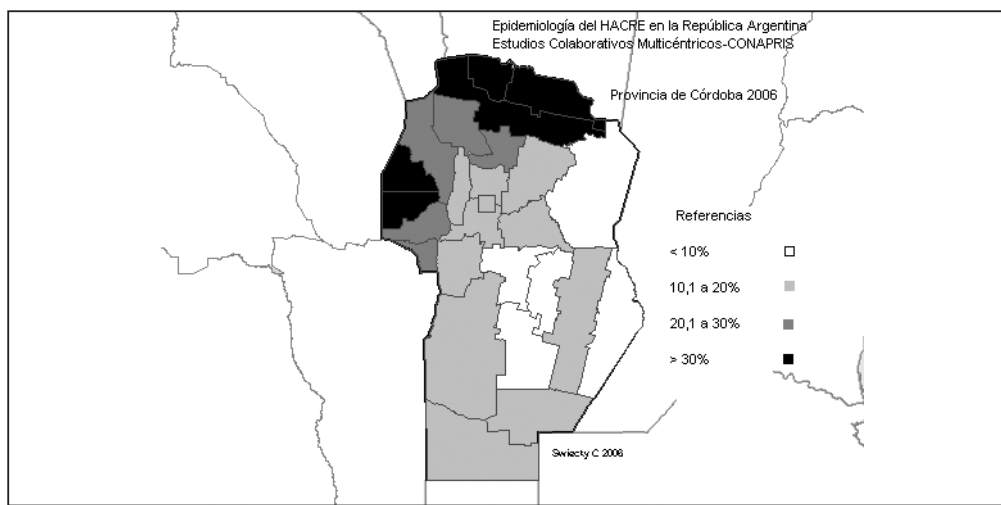 Epidemiología del HACRE en la República Argentina
Estudios Colaborativos Multicéntricos-CONAPRIS
Provincia de Córdoba 2006
Referencias
< 10%
10,1 a 20%
20,1 a 30%
> 30%
Swiecty C 2006